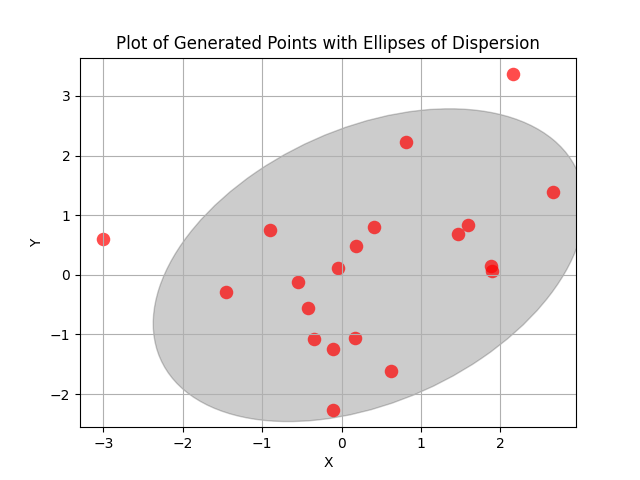 Plot of Generated Points with Ellipses of Dispersion
3
2
1
0
−1
−2
Y
−3 −2 −1 0 1 2
X